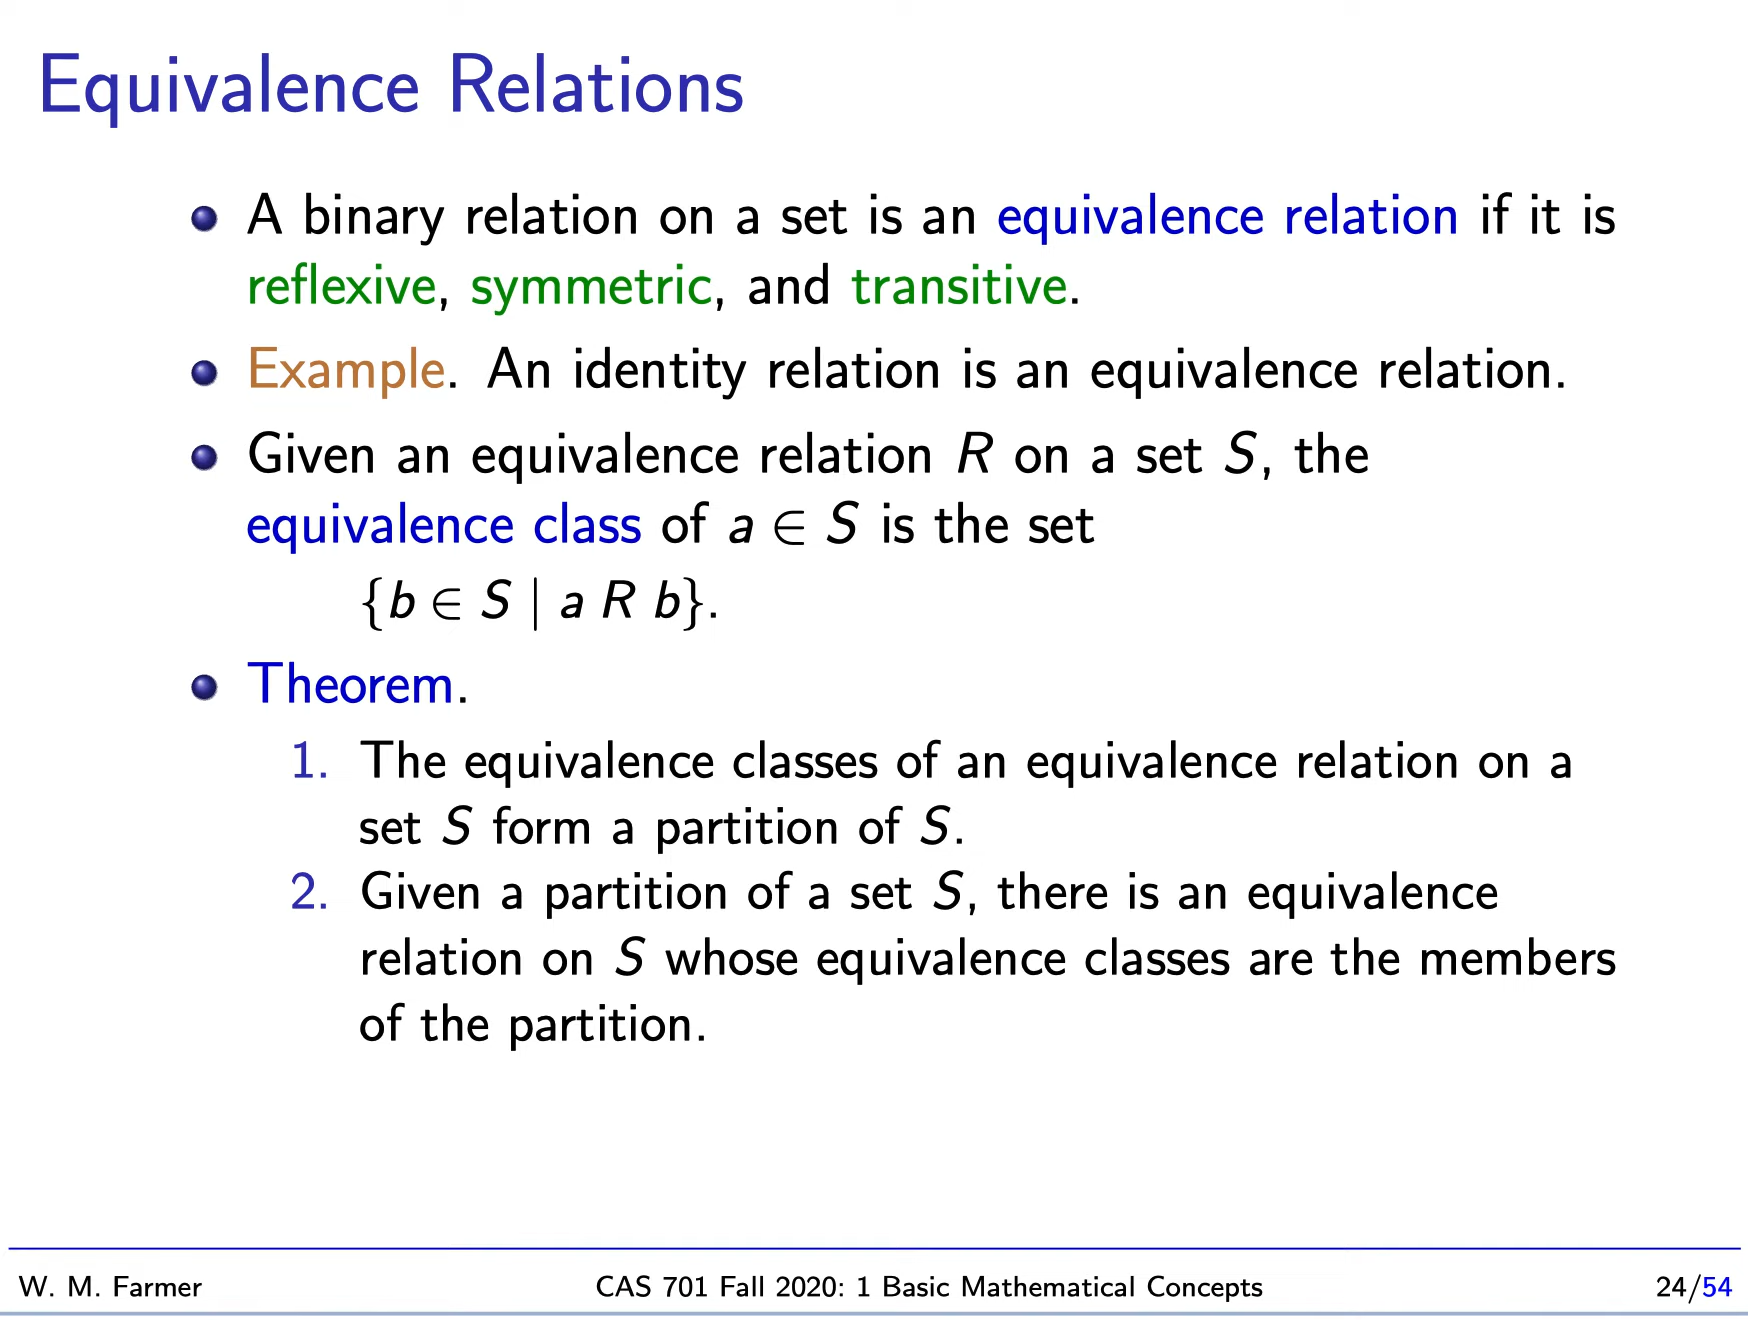 Equivalence Relations
A binary relation on a set is an equivalence relation if it is
reflexive, symmetric, and transitive.
Example. An identity relation is an equivalence relation.
Given an equivalence relation R on a set S, the
equivalence class of a ∈ S is the set
{b ∈ S | a R b}.
Theorem.
1. The equivalence classes of an equivalence relation on a
set S form a partition of S.
2. Given a partition of a set S, there is an equivalence
relation on S whose equivalence classes are the members
of the partition.
W. M. Farmer CAS 701 Fall 2020: 1 Basic Mathematical Concepts 24/54